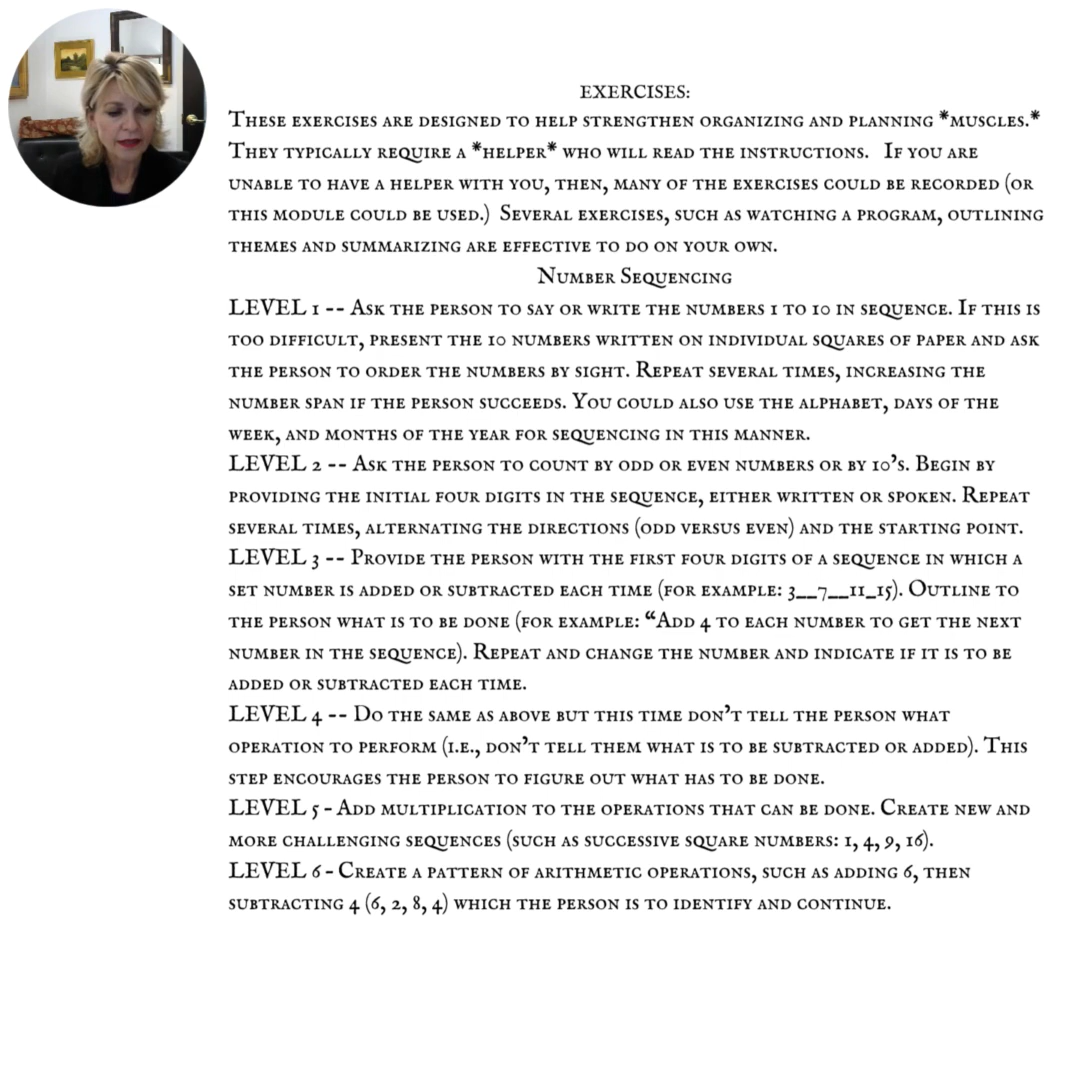 EXERCISES:
These exercises are designed to help strengthen organizing and planning *muscles.*
They typically require a *helper* who will read the instructions. If you are
unable to have a helper with you, then, many of the exercises could be recorded (or
this module could be used.) Several exercises, such as watching a program, outlining
themes and summarizing are effective to do on your own.
Number Sequencing
LEVEL 1 -- Ask the person to say or write the numbers 1 to 10 in sequence. If this is
too difficult, present the 10 numbers written on individual squares of paper and ask
the person to order the numbers by sight. Repeat several times, increasing the
number span if the person succeeds. You could also use the alphabet, days of the
week, and months of the year for sequencing in this manner.
LEVEL 2 -- Ask the person to count by odd or even numbers or by 10's. Begin by
providing the initial four digits in the sequence, either written or spoken. Repeat
several times, alternating the directions (odd versus even) and the starting point.
LEVEL 3 -- Provide the person with the first four digits of a sequence in which a
set number is added or subtracted each time (for example: 3__7__11_15). Outline to
the person what is to be done (for example: “Add 4 to each number to get the next
number in the sequence). Repeat and change the number and indicate if it is to be
added or subtracted each time.
LEVEL 4 -- Do the same as above but this time don't tell the person what
operation to perform (i.e., don't tell them what is to be subtracted or added). This
step encourages the person to figure out what has to be done.
LEVEL 5 - Add multiplication to the operations that can be done. Create new and
more challenging sequences (such as successive square numbers: 1, 4, 9, 16).
LEVEL 6 - Create a pattern of arithmetic operations, such as adding 6, then
subtracting 4 (6, 2, 8, 4) which the person is to identify and continue.